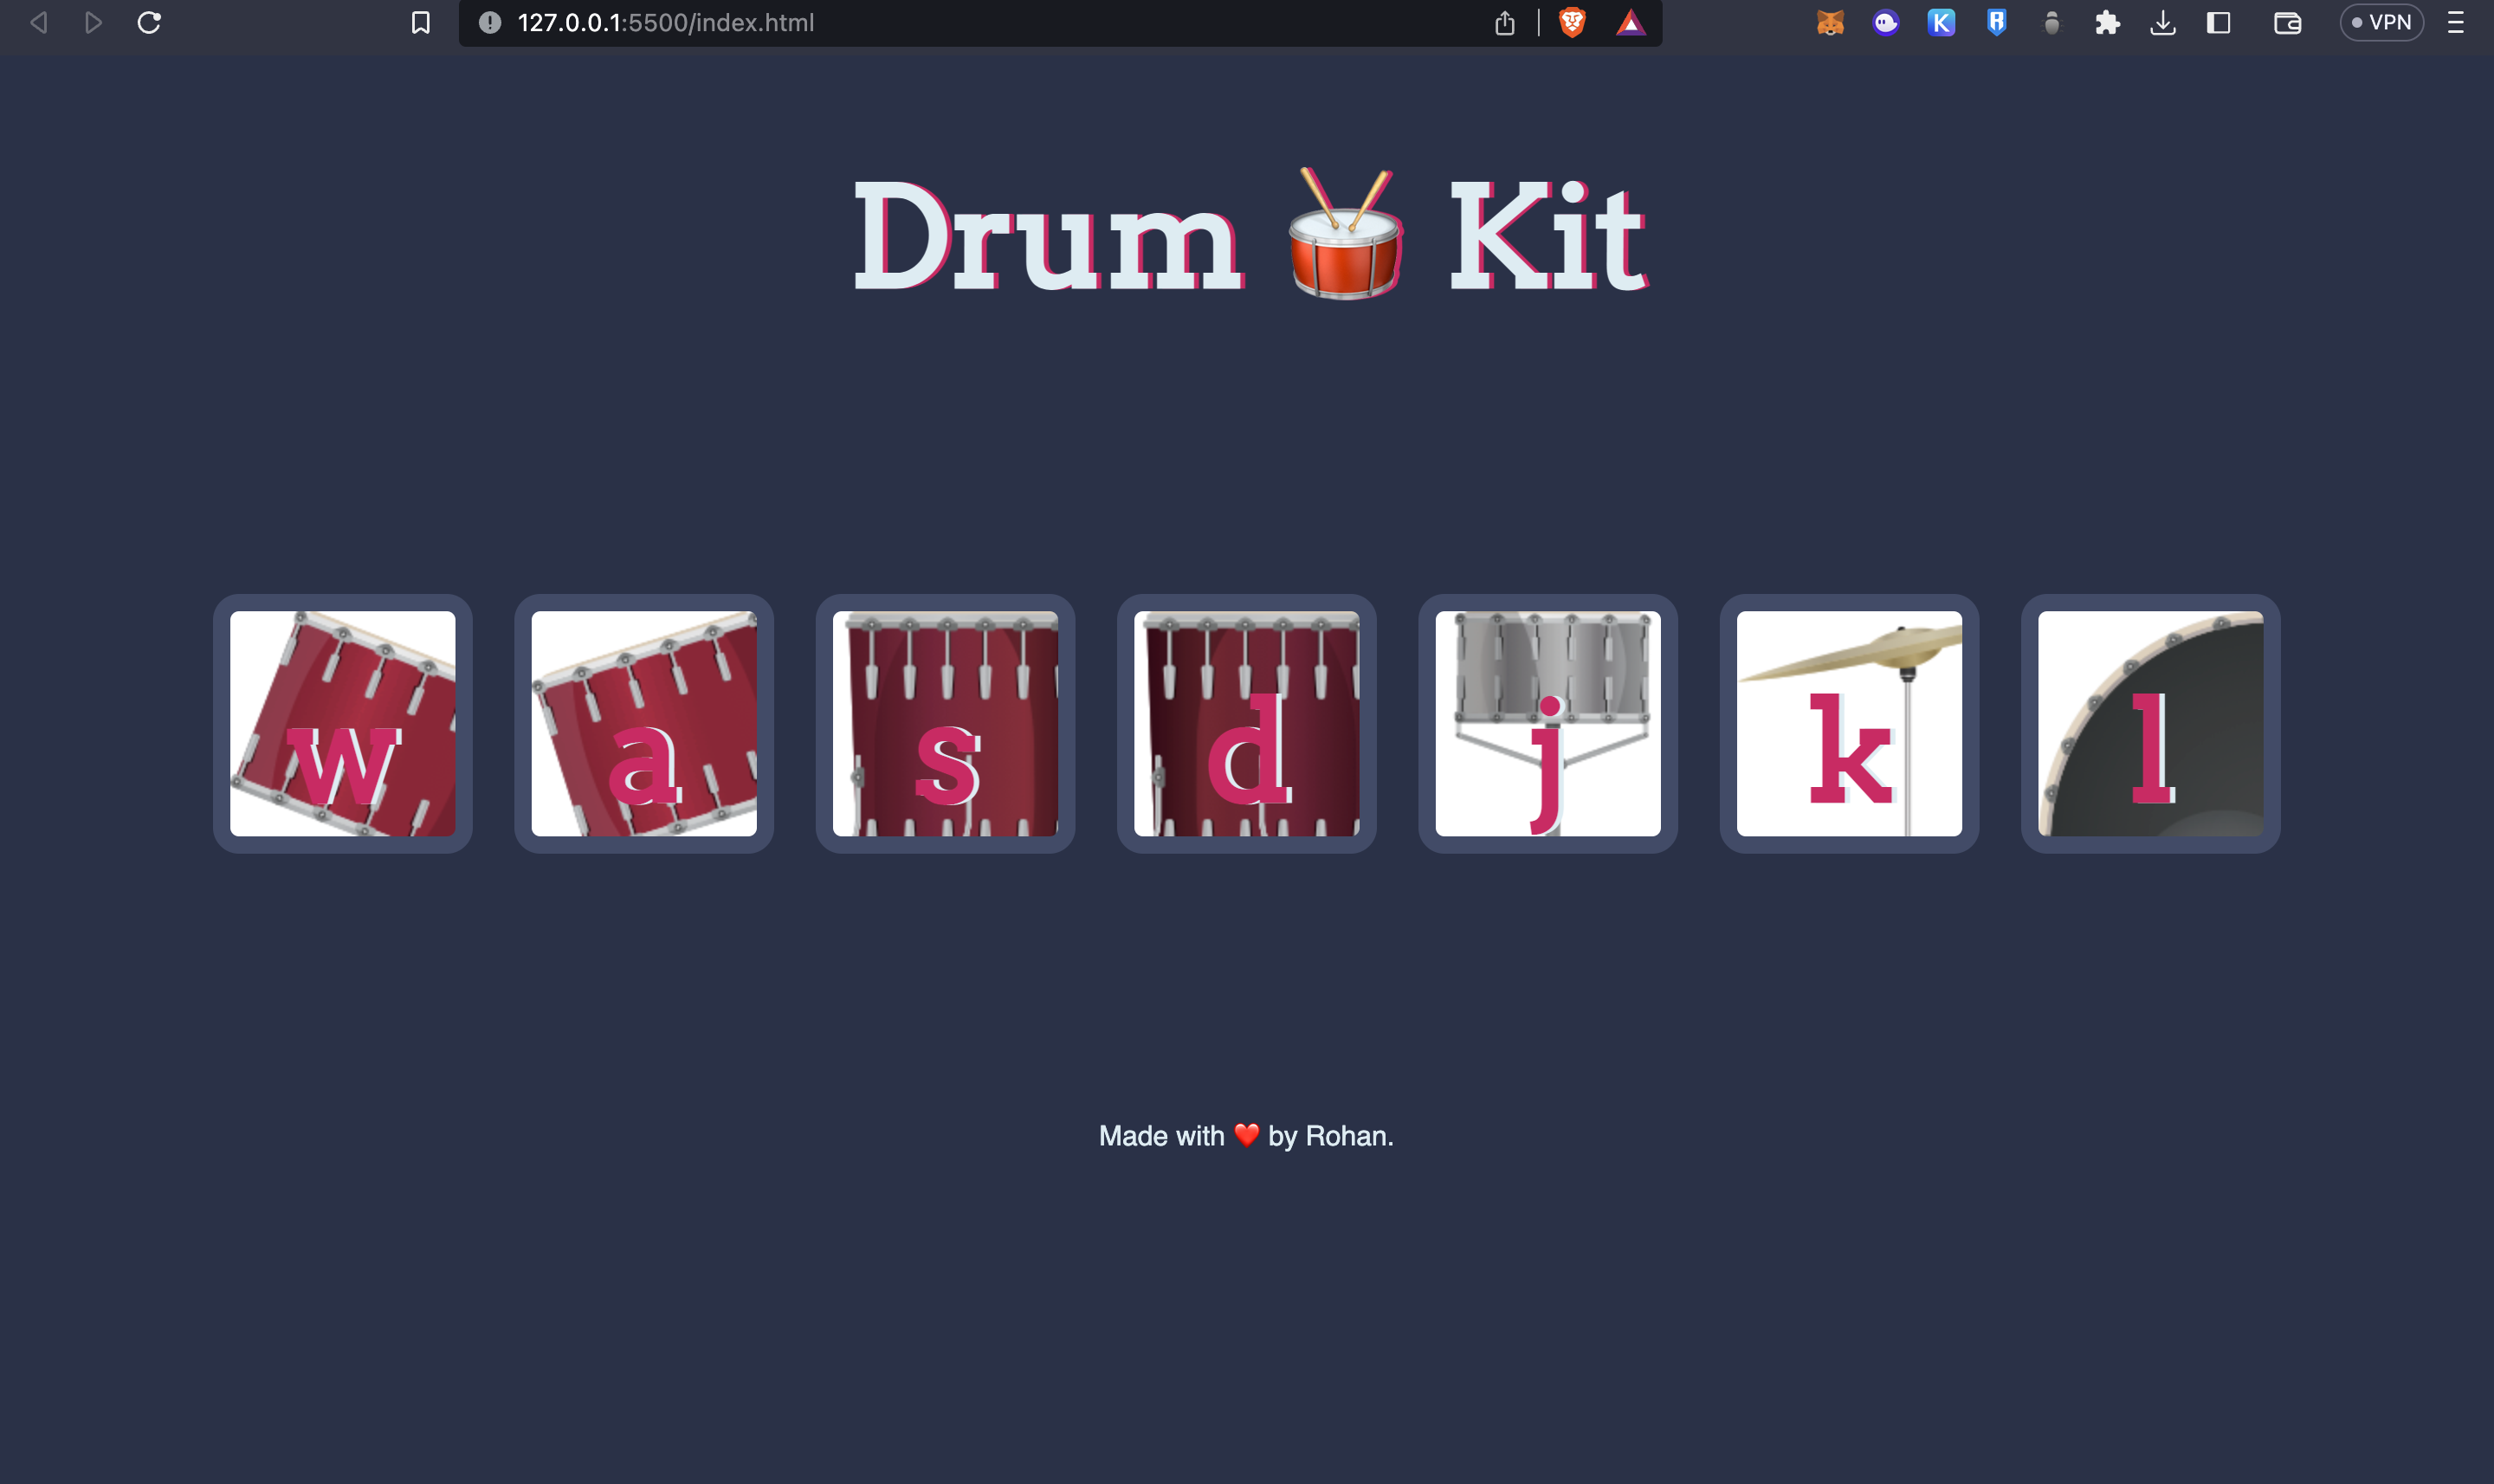 127.0.0.1:5500/index.html
VPN
Drum 🥁 Kit
w a s d j k l
Made with ❤️ by Rohan.